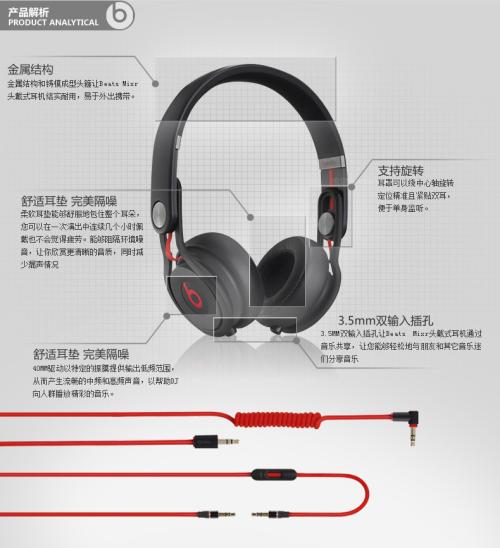 产品解析
PRODUCT ANALYTICAL
金属结构
金属结构和铸模成型头箍让Beats Mixr
头戴式耳机结实耐用，易于外出携带。
支持旋转
耳罩可以绕中心轴旋转
定位精准且紧贴双耳，
便于单身监听。
舒适耳垫 完美隔噪
柔软耳垫能够舒服地包住整个耳朵，
您可以在一次演出中连续几个小时佩
戴也不会觉得疲劳。能够阻隔环境噪
音，让你欣赏更清晰的音质，同时减
少漏声情况
3.5mm双输入插孔
3.5MM双输入插孔让Beats Mixr头戴式耳机通过
音乐共享，让您能够轻松地与朋友和其它音乐迷
们分享音乐
舒适耳垫 完美隔噪
40MM驱动以特定的振膜提供输出低频范围，
从而产生流畅的中频和高频声音，以帮助DJ
向人群播放精彩的音乐。